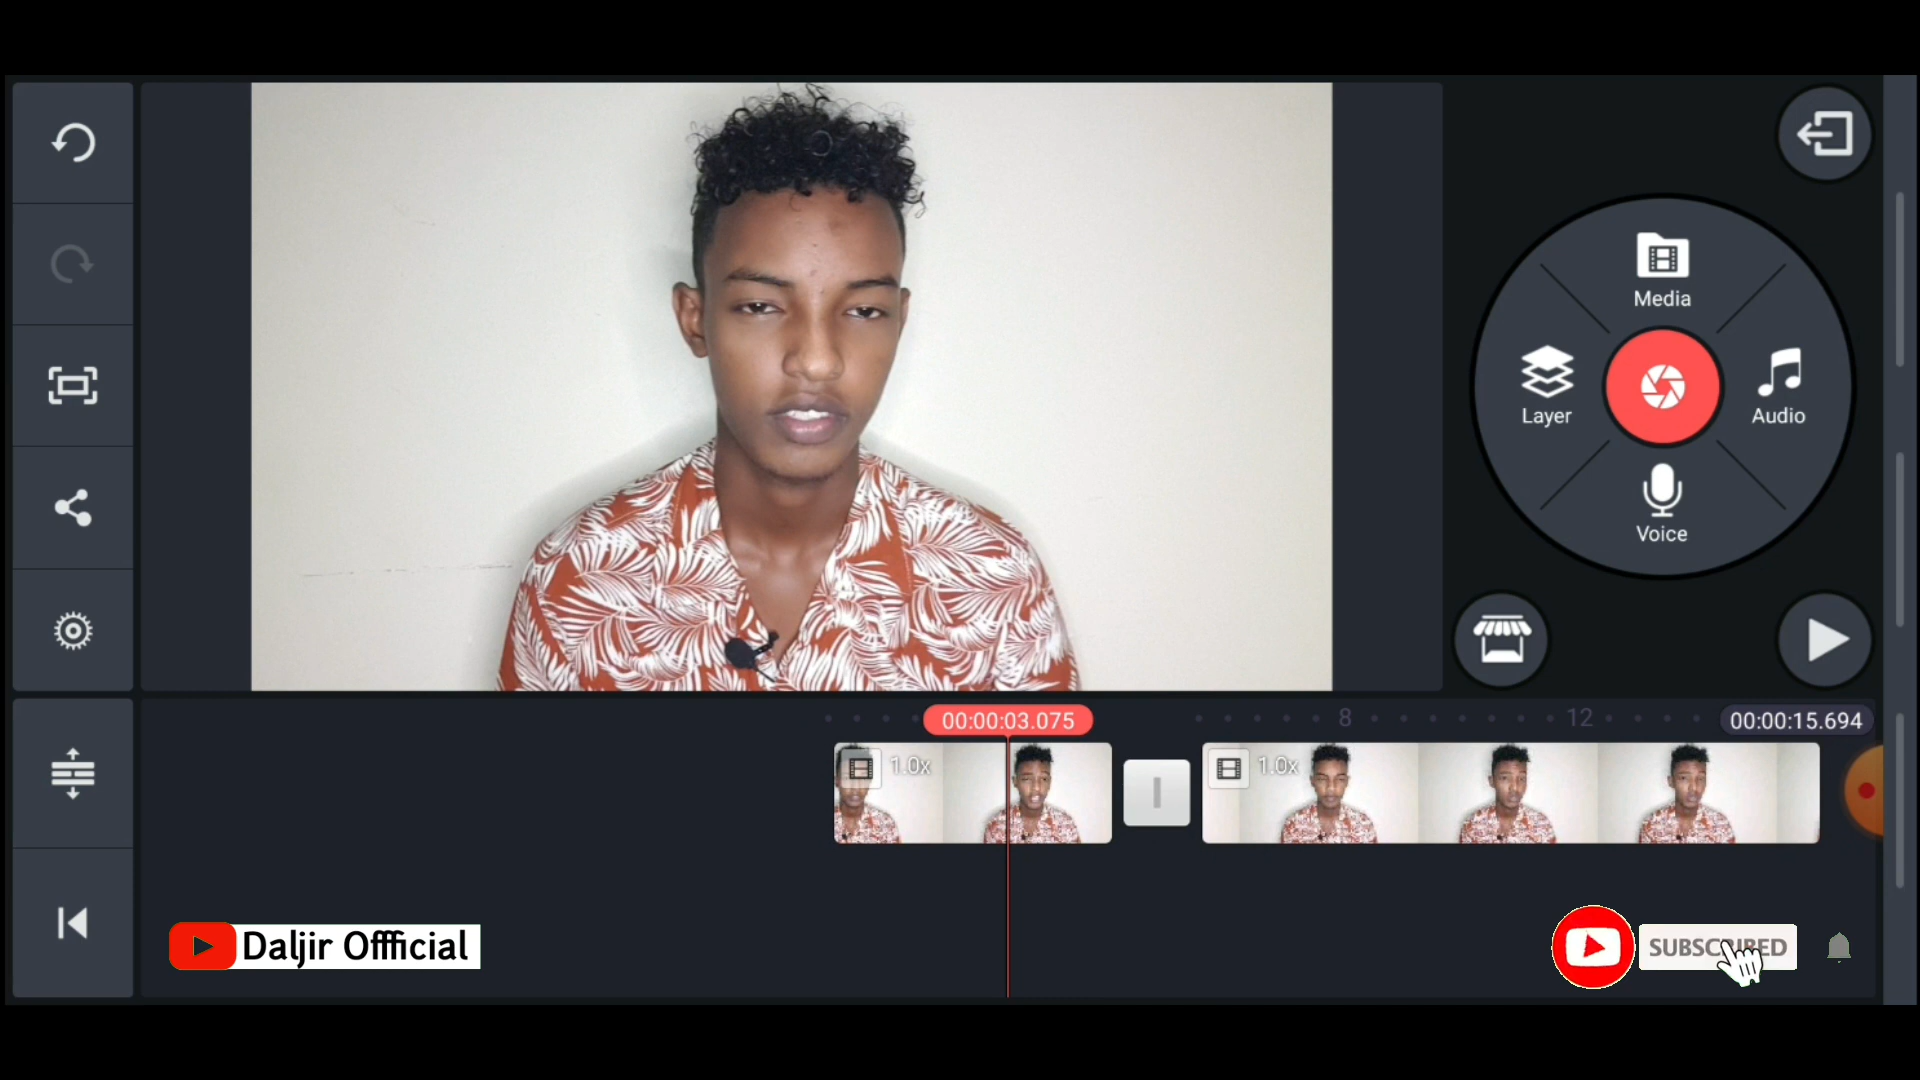 Media
Layer
Audio
Voice
00:00:03.075
8
12
00:00:15.694
1.0x
1.0x
Daljir Offficial
SUBSCRIBED